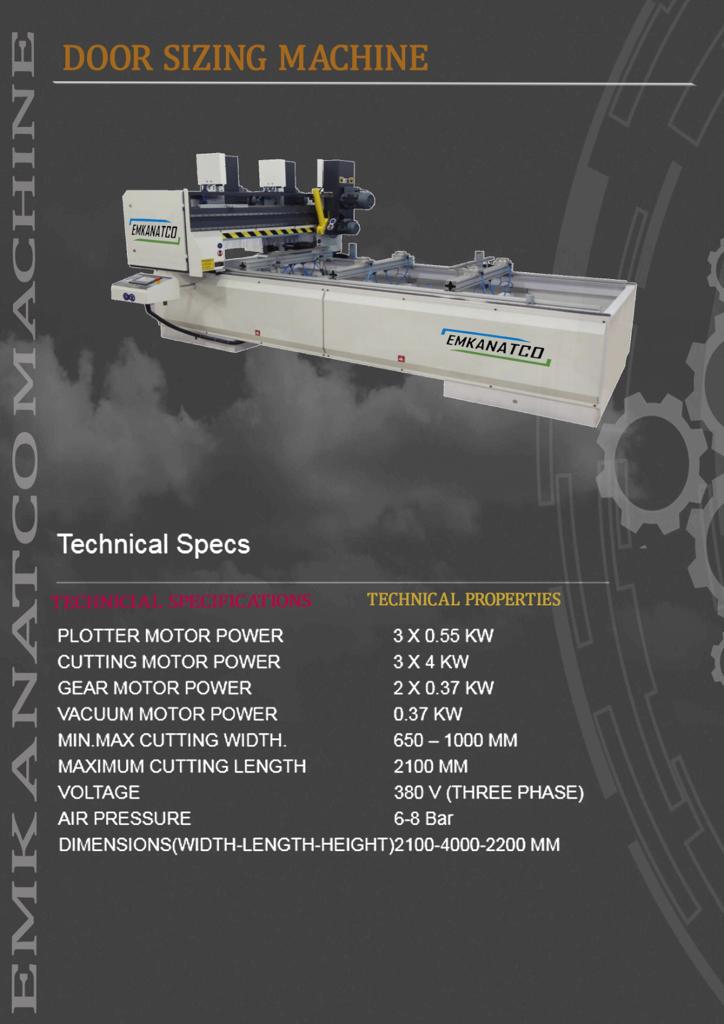 EMKANATCO MACHINE
DOOR SIZING MACHINE
EMKANATCO
EMKANATCO
Technical Specs
TECHNICIAL SPECIFICATIONS TECHNICAL PROPERTIES
PLOTTER MOTOR POWER 3 X 0.55 KW
CUTTING MOTOR POWER 3 X 4 KW
GEAR MOTOR POWER 2 X 0.37 KW
VACUUM MOTOR POWER 0.37 KW
MIN.MAX CUTTING WIDTH. 650 – 1000 MM
MAXIMUM CUTTING LENGTH 2100 MM
VOLTAGE 380 V (THREE PHASE)
AIR PRESSURE 6-8 Bar
DIMENSIONS(WIDTH-LENGTH-HEIGHT)2100-4000-2200 MM